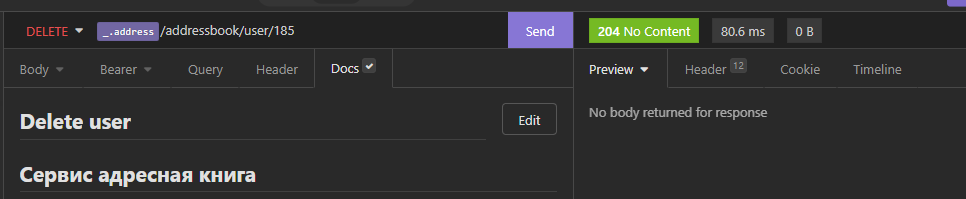 DELETE _.address /addressbook/user/185 Send 204 No Content 80.6 ms 0 B
Body Bearer Query Header Docs Preview Header 12 Cookie Timeline
Delete user Edit No body returned for response
Сервис адресная книга